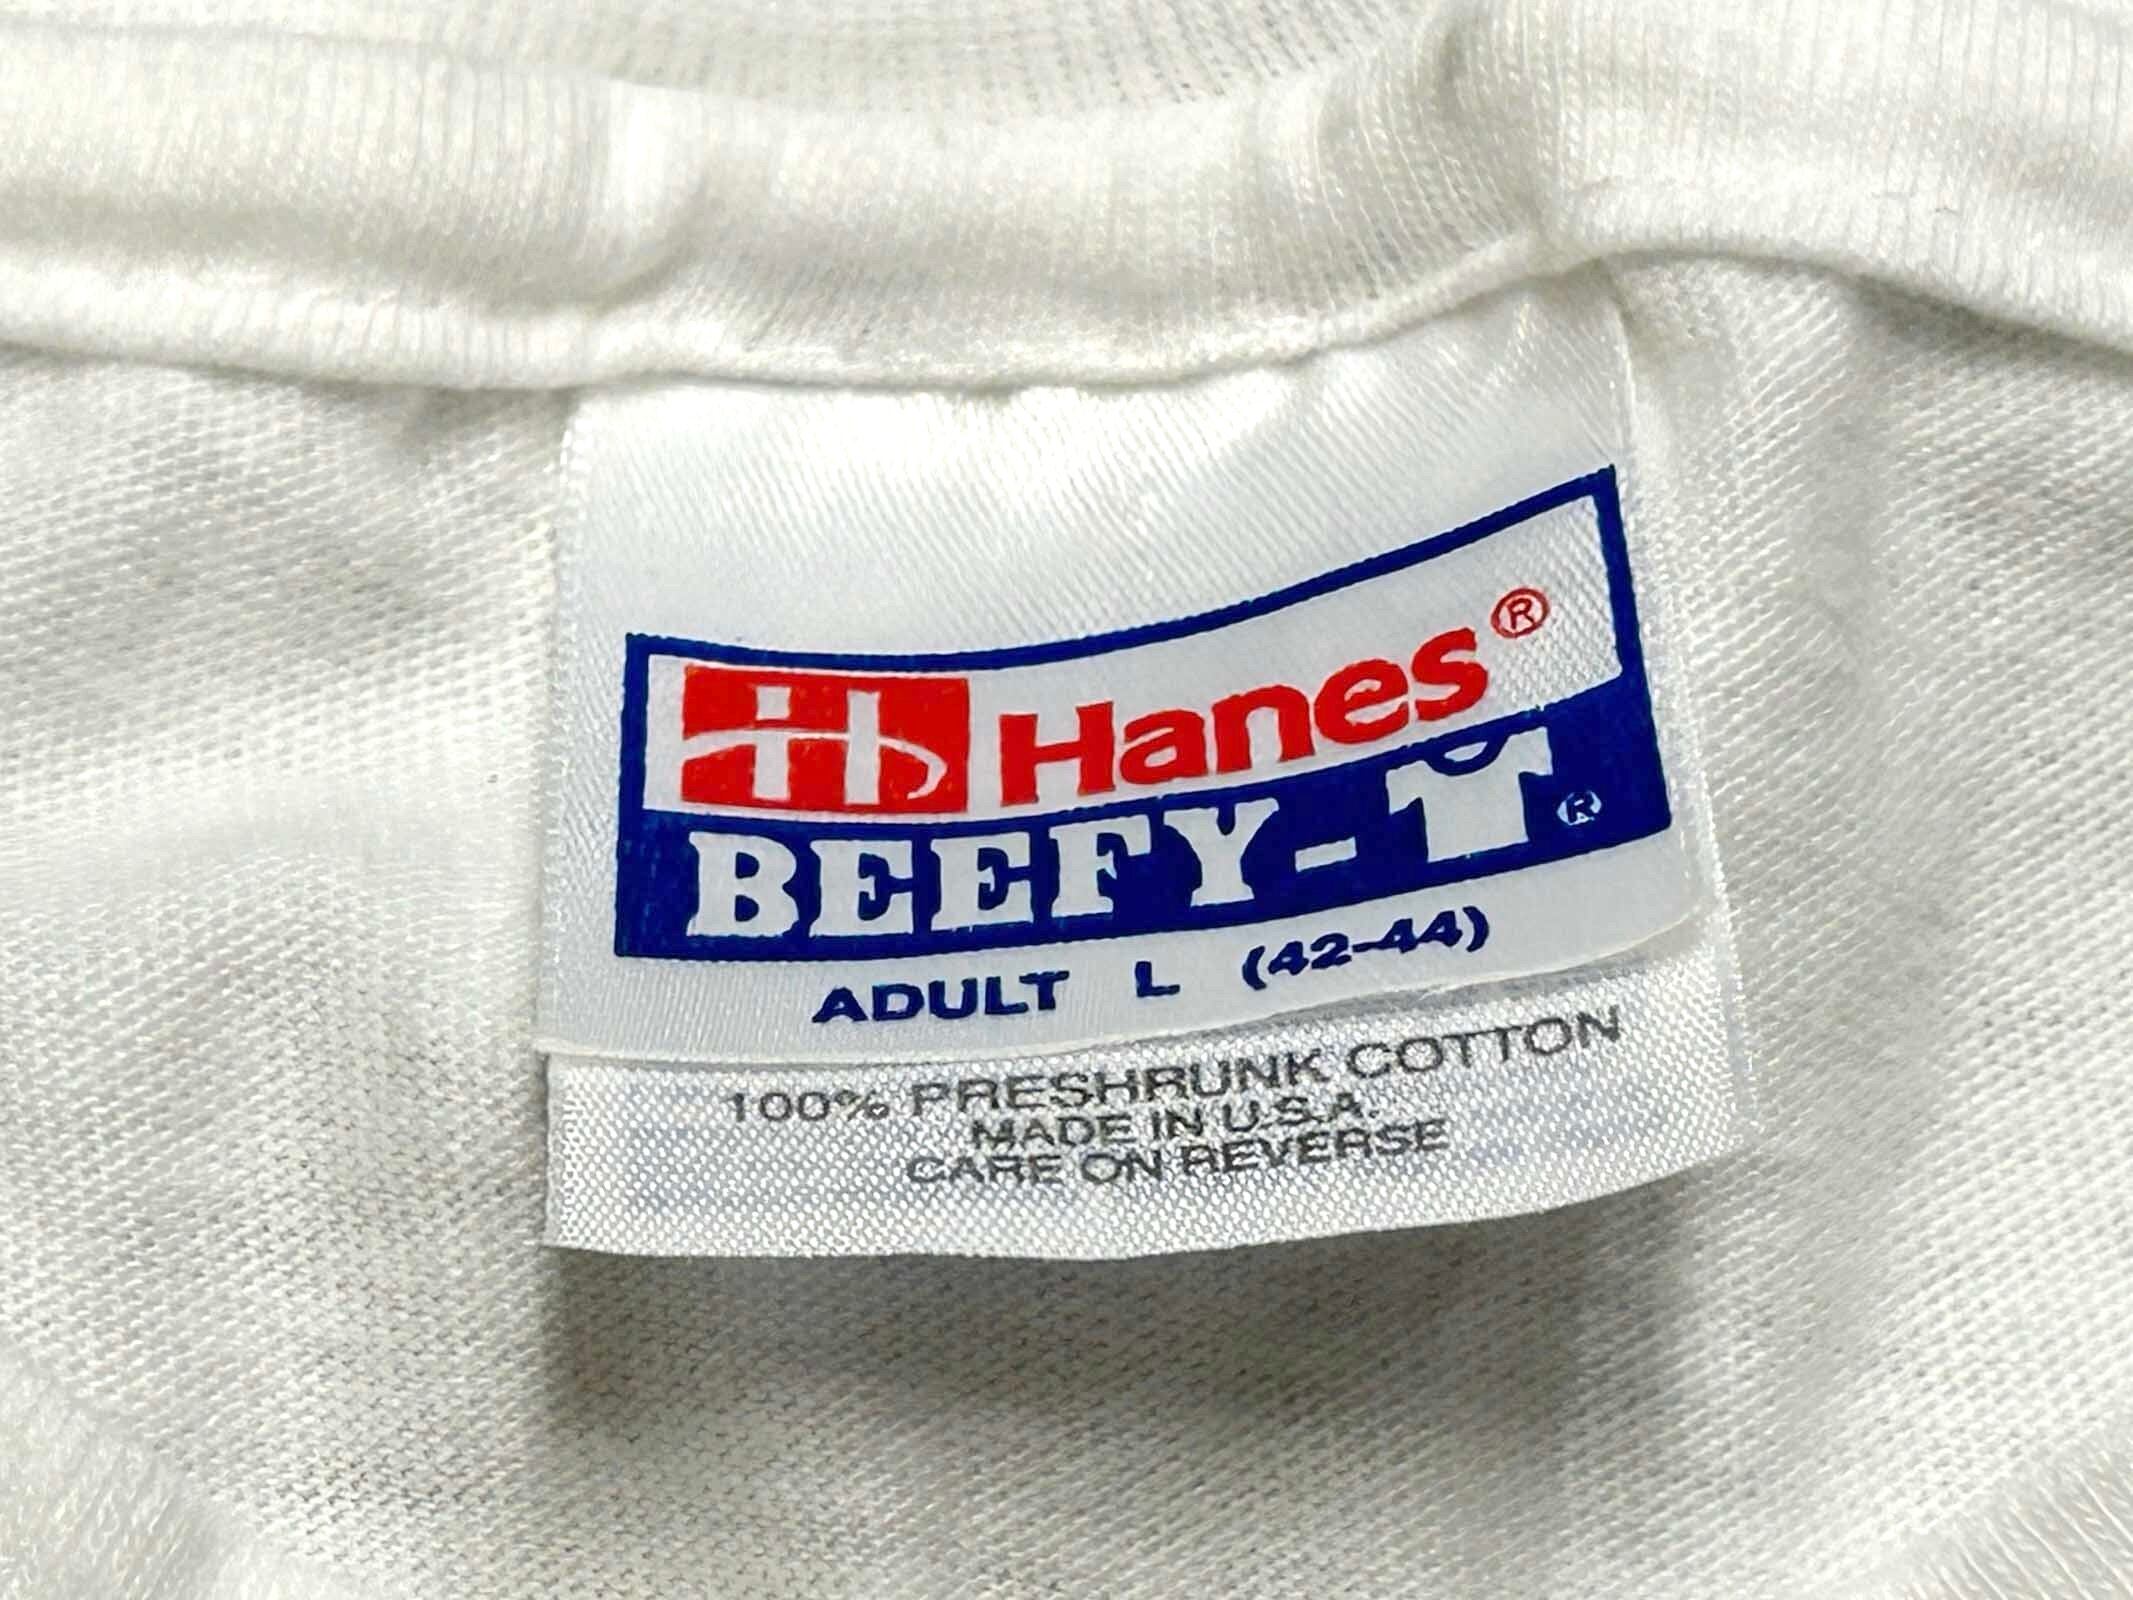 Hanes®
BEEFY-T®
ADULT L (42-44)
100% PRESHRUNK COTTON
MADE IN U.S.A.
CARE ON REVERSE